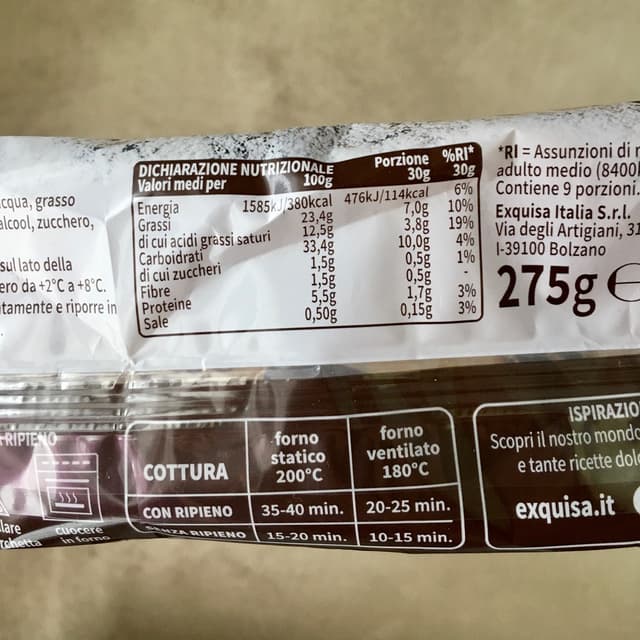 cqua, grasso
alcool, zucchero,
sul lato della
ero da +2°C a +8°C.
tamente e riporre in
DICHIARAZIONE NUTRIZIONALE
Valori medi per 100g Porzione 30g %RI* 30g
Energia 1585kJ/380kcal 476kJ/114kcal 6%
Grassi 23,4g 7,0g 10%
di cui acidi grassi saturi 12,5g 3,8g 19%
Carboidrati 33,4g 10,0g 4%
di cui zuccheri 1,5g 0,5g 1%
Fibre 1,5g 0,5g -
Proteine 5,5g 1,7g 3%
Sale 0,50g 0,15g 3%
*RI = Assunzioni di r
adulto medio (8400
Contiene 9 porzioni.
Exquisa Italia S.r.l.
Via degli Artigiani, 31
I-39100 Bolzano
275g ℮
RIPIENO
cuocere
in forno
COTTURA forno statico 200°C forno ventilato 180°C
CON RIPIENO 35-40 min. 20-25 min.
SENZA RIPIENO 15-20 min. 10-15 min.
ISPIRAZIO
Scopri il nostro mondo
e tante ricette dolc
exquisa.it